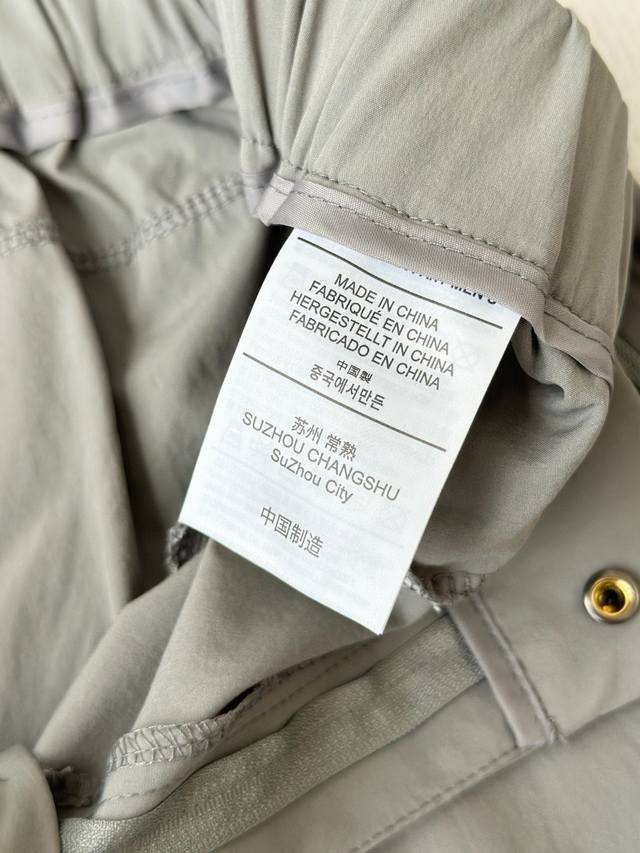 MEN'S
MADE IN CHINA
FABRIQUÉ EN CHINA
HERGESTELLT IN CHINA
FABRICADO EN CHINA
中国製
중국에서만든
苏州 常熟
SUZHOU CHANGSHU
SuZhou City
中国制造